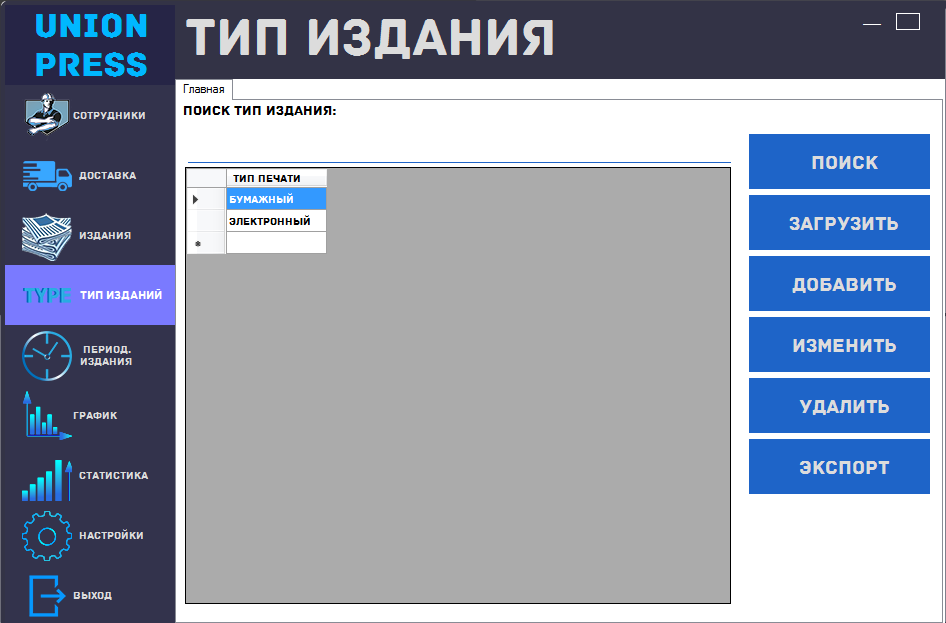 UNION
PRESS
ТИП ИЗДАНИЯ
СОТРУДНИКИ
ДОСТАВКА
ИЗДАНИЯ
TYPE
ТИП ИЗДАНИЙ
ПЕРИОД.
ИЗДАНИЯ
ГРАФИК
СТАТИСТИКА
НАСТРОЙКИ
ВЫХОД
Главная
ПОИСК ТИП ИЗДАНИЯ:
ТИП ПЕЧАТИ
БУМАЖНЫЙ
ЭЛЕКТРОННЫЙ
ПОИСК
ЗАГРУЗИТЬ
ДОБАВИТЬ
ИЗМЕНИТЬ
УДАЛИТЬ
ЭКСПОРТ